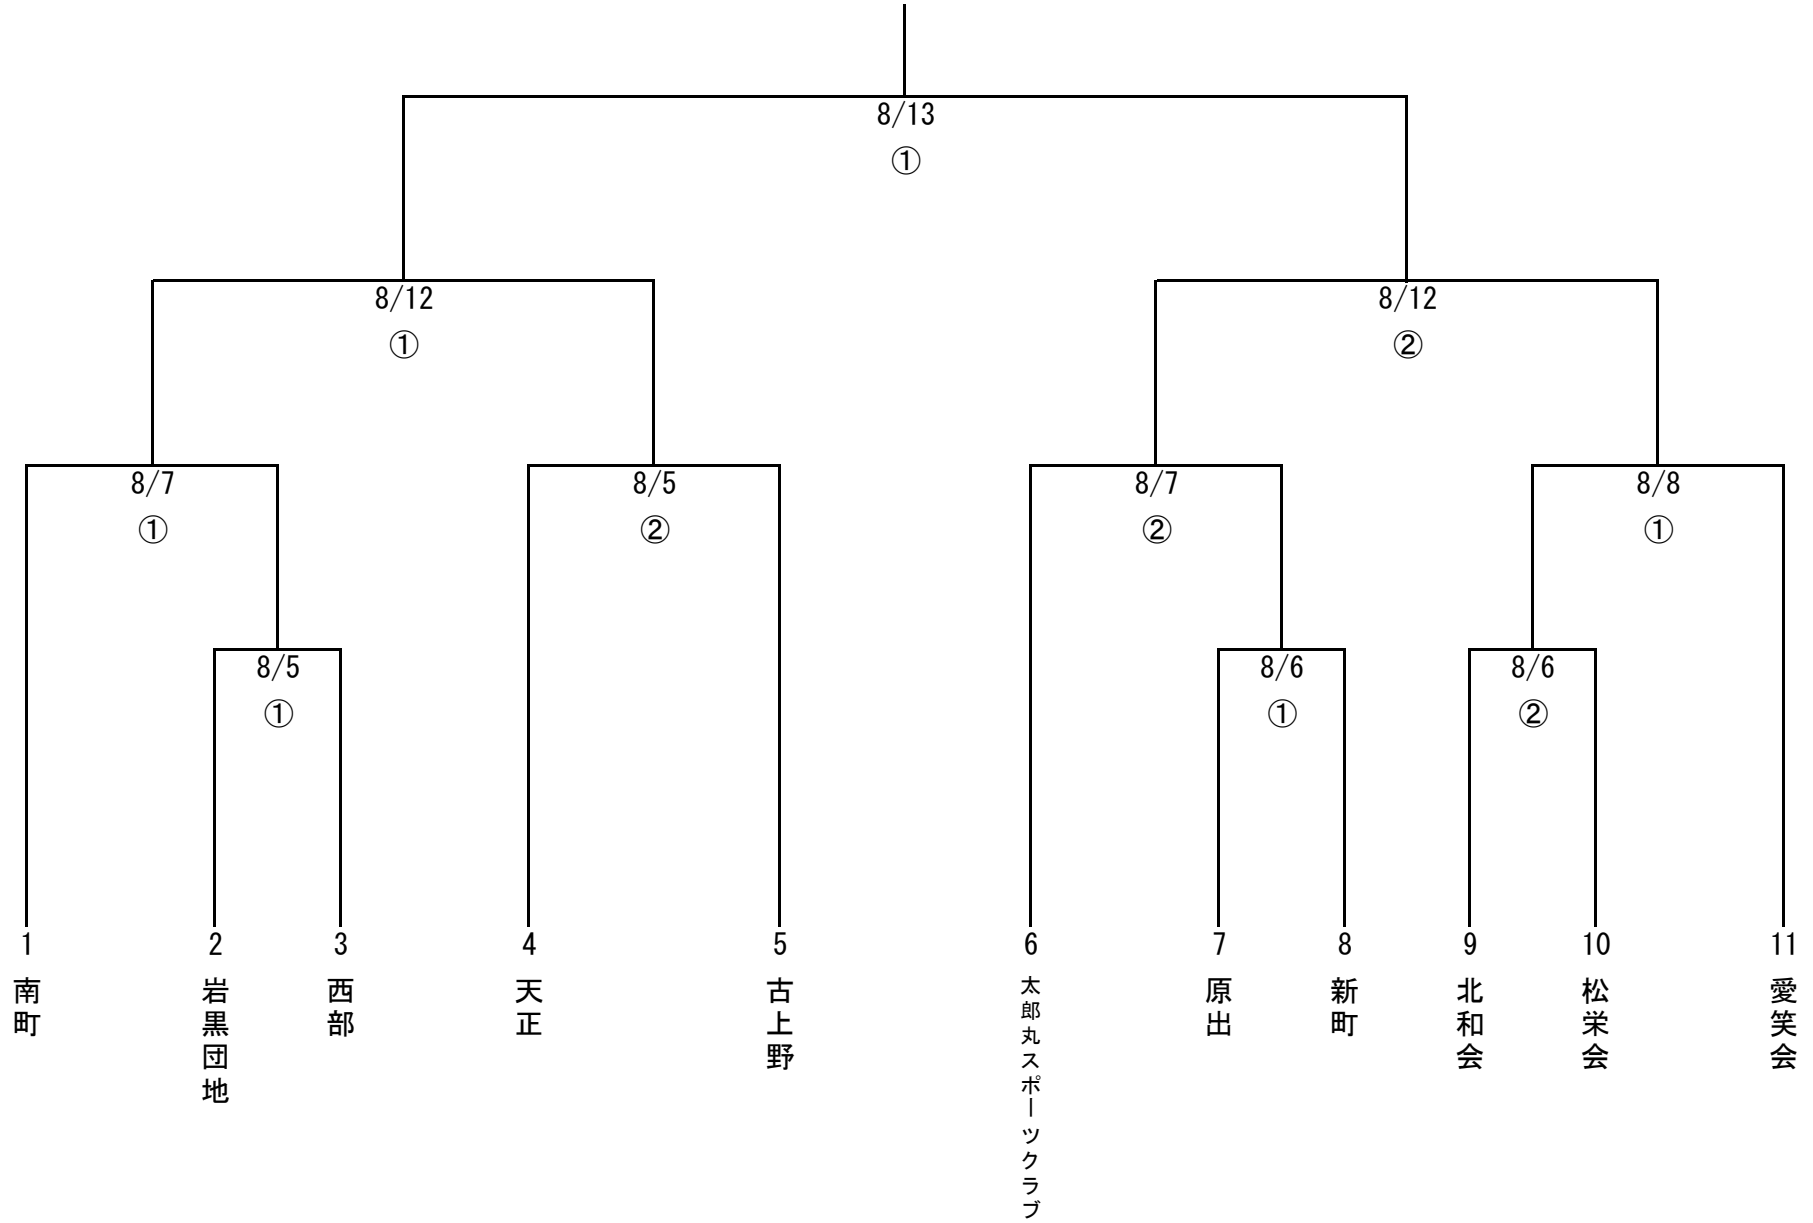 8/13
①
8/12
①
8/12
②
8/7
①
8/5
②
8/7
②
8/8
①
8/5
①
8/6
①
8/6
②
1
2
3
4
5
6
7
8
9
10
11
南町
岩黒団地
西部
天正
古上野
太郎丸スポーツクラブ
原出
新町
北和会
松栄会
愛笑会